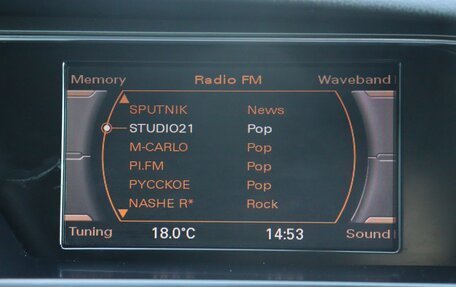 Memory Radio FM Waveband
SPUTNIK News
STUDIO21 Pop
M-CARLO Pop
PI.FM Pop
РУССКОЕ Pop
NASHE R* Rock
Tuning 18.0°C 14:53 Sound